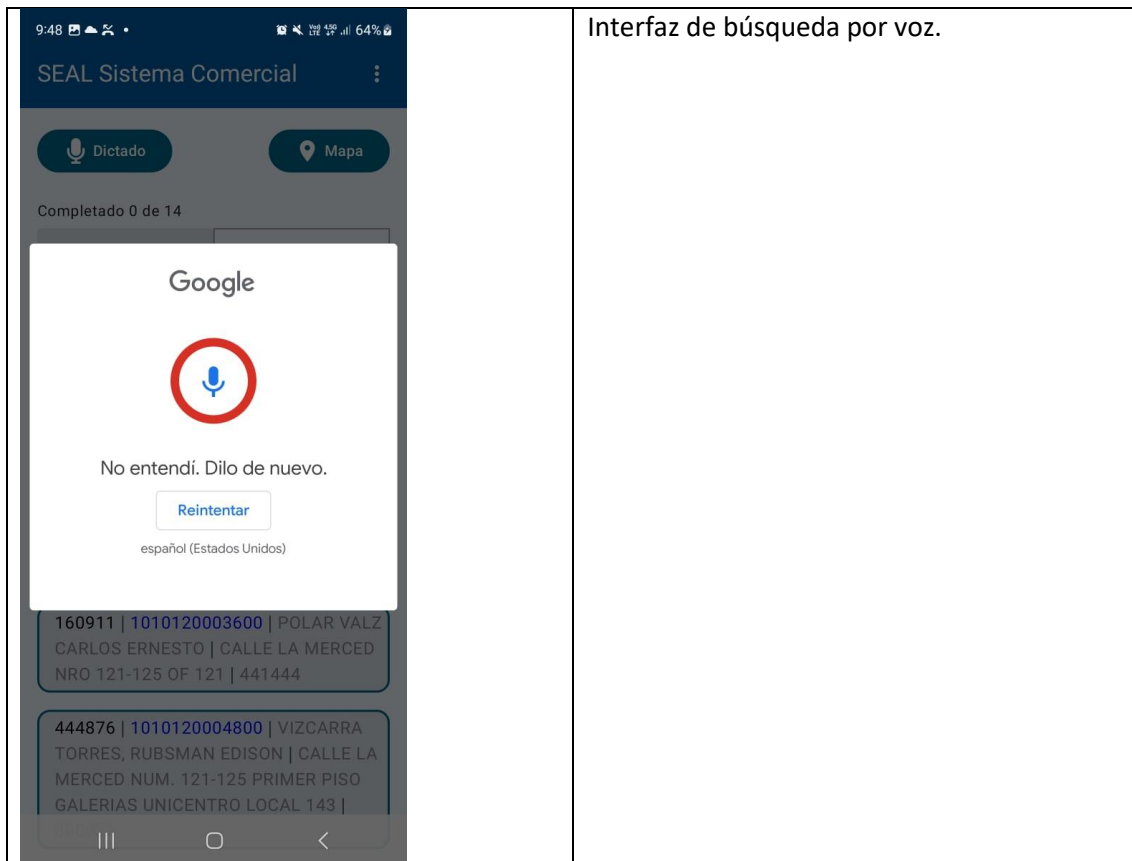 9:48
64%
Interfaz de búsqueda por voz.
SEAL Sistema Comercial
Dictado
Mapa
Completado 0 de 14
Google
No entendí. Dilo de nuevo.
Reintentar
español (Estados Unidos)
160911 | 1010120003600 | POLAR VALZ
CARLOS ERNESTO | CALLE LA MERCED
NRO 121-125 OF 121 | 441444
444876 | 1010120004800 | VIZCARRA
TORRES, RUBSMAN EDISON | CALLE LA
MERCED NUM. 121-125 PRIMER PISO
GALERIAS UNICENTRO LOCAL 143 |